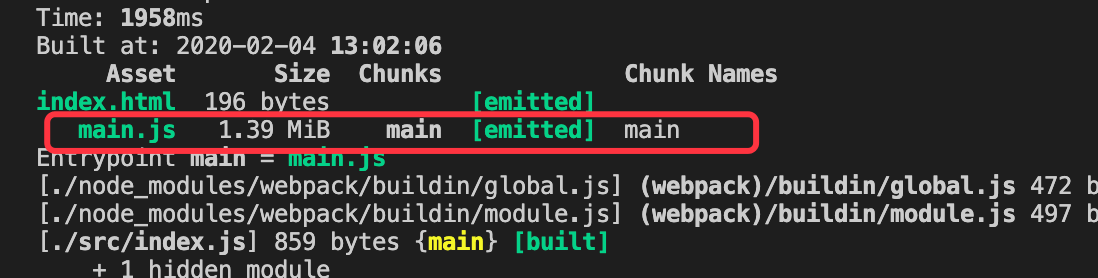 Time: 1958ms
Built at: 2020-02-04 13:02:06
Asset Size Chunks Chunk Names
index.html 196 bytes [emitted]
main.js 1.39 MiB main [emitted] main
Entrypoint main = main.js
[./node_modules/webpack/buildin/global.js] (webpack)/buildin/global.js 472 b
[./node_modules/webpack/buildin/module.js] (webpack)/buildin/module.js 497 b
[./src/index.js] 859 bytes {main} [built]
+ 1 hidden module